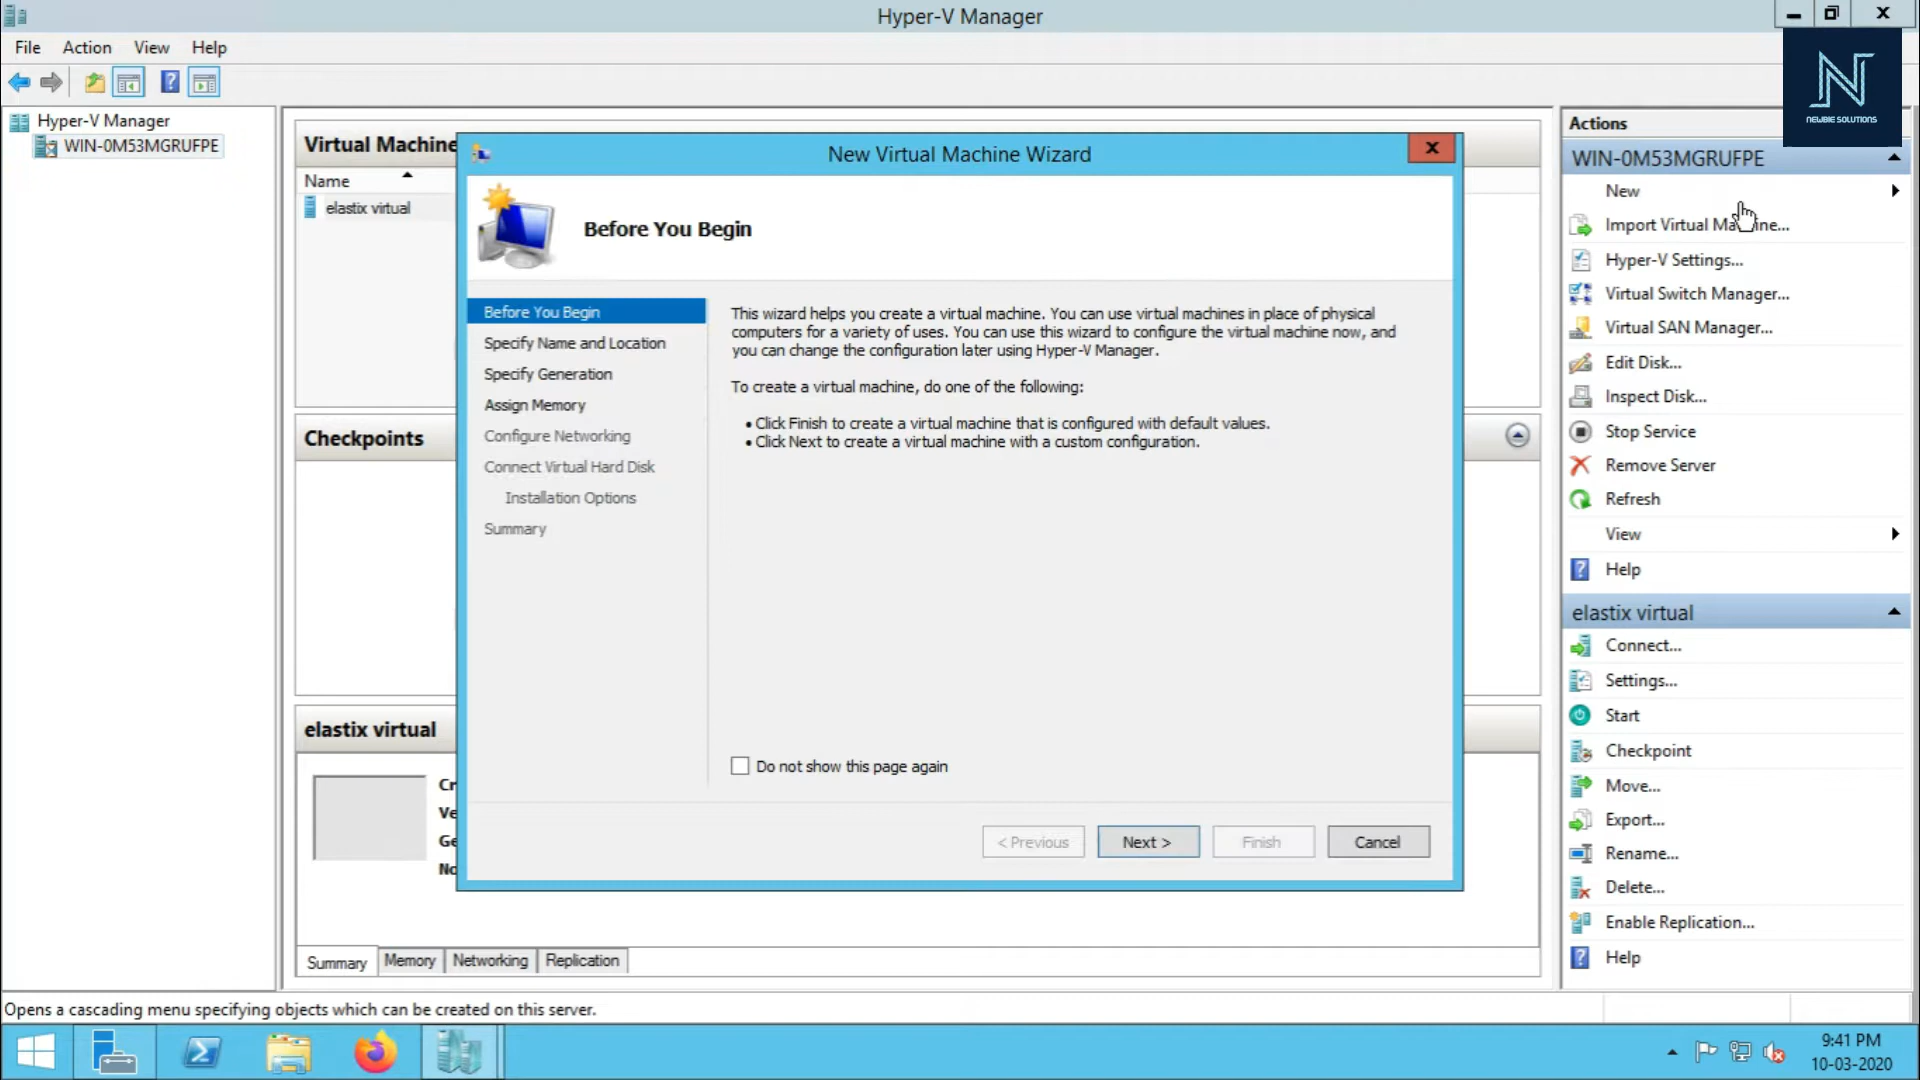 Hyper-V Manager
File Action View Help
NEWBIE SOLUTIONS
Hyper-V Manager
WIN-0M53MGRUFPE
Virtual Machine
Name
elastix virtual
Checkpoints
elastix virtual
Cr
Ve
Ge
No
Summary Memory Networking Replication
New Virtual Machine Wizard
Before You Begin
Before You Begin
Specify Name and Location
Specify Generation
Assign Memory
Configure Networking
Connect Virtual Hard Disk
Installation Options
Summary
This wizard helps you create a virtual machine. You can use virtual machines in place of physical
computers for a variety of uses. You can use this wizard to configure the virtual machine now, and
you can change the configuration later using Hyper-V Manager.
To create a virtual machine, do one of the following:
• Click Finish to create a virtual machine that is configured with default values.
• Click Next to create a virtual machine with a custom configuration.
Do not show this page again
< Previous Next > Finish Cancel
Actions
WIN-0M53MGRUFPE
New
Import Virtual Machine...
Hyper-V Settings...
Virtual Switch Manager...
Virtual SAN Manager...
Edit Disk...
Inspect Disk...
Stop Service
Remove Server
Refresh
View
Help
elastix virtual
Connect...
Settings...
Start
Checkpoint
Move...
Export...
Rename...
Delete...
Enable Replication...
Help
Opens a cascading menu specifying objects which can be created on this server.
9:41 PM
10-03-2020